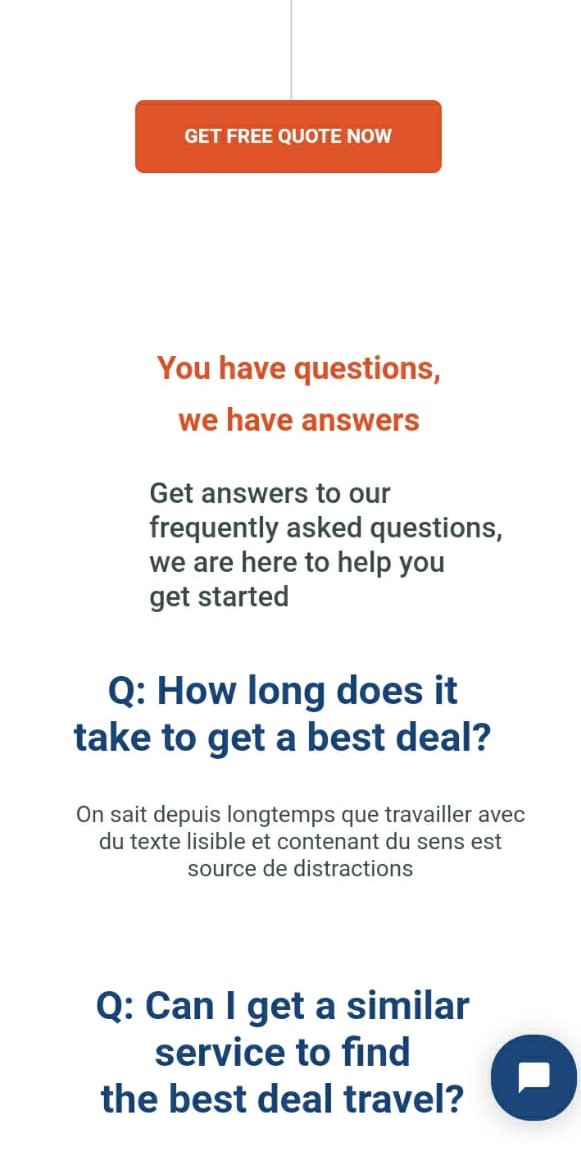 GET FREE QUOTE NOW
You have questions,
we have answers
Get answers to our
frequently asked questions,
we are here to help you
get started
Q: How long does it
take to get a best deal?
On sait depuis longtemps que travailler avec
du texte lisible et contenant du sens est
source de distractions
Q: Can I get a similar
service to find
the best deal travel?